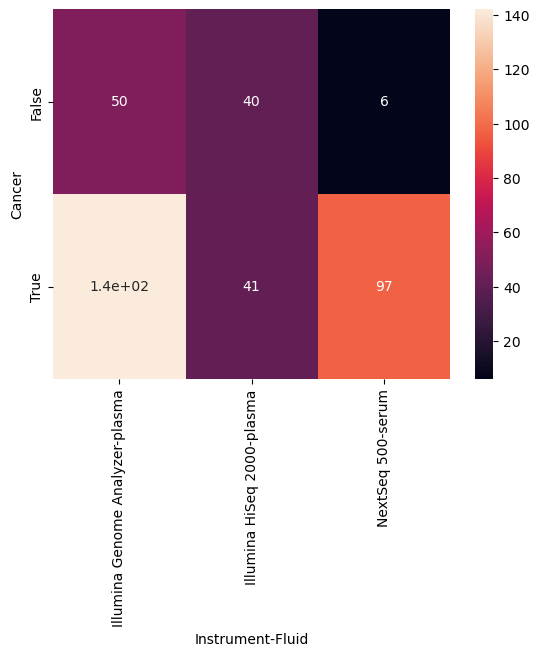 140
50 40 6
False
120
100
Cancer
80
60
1.4e+02 41 97
True
40
20
Illumina Genome Analyzer-plasma
Illumina HiSeq 2000-plasma
NextSeq 500-serum
Instrument-Fluid